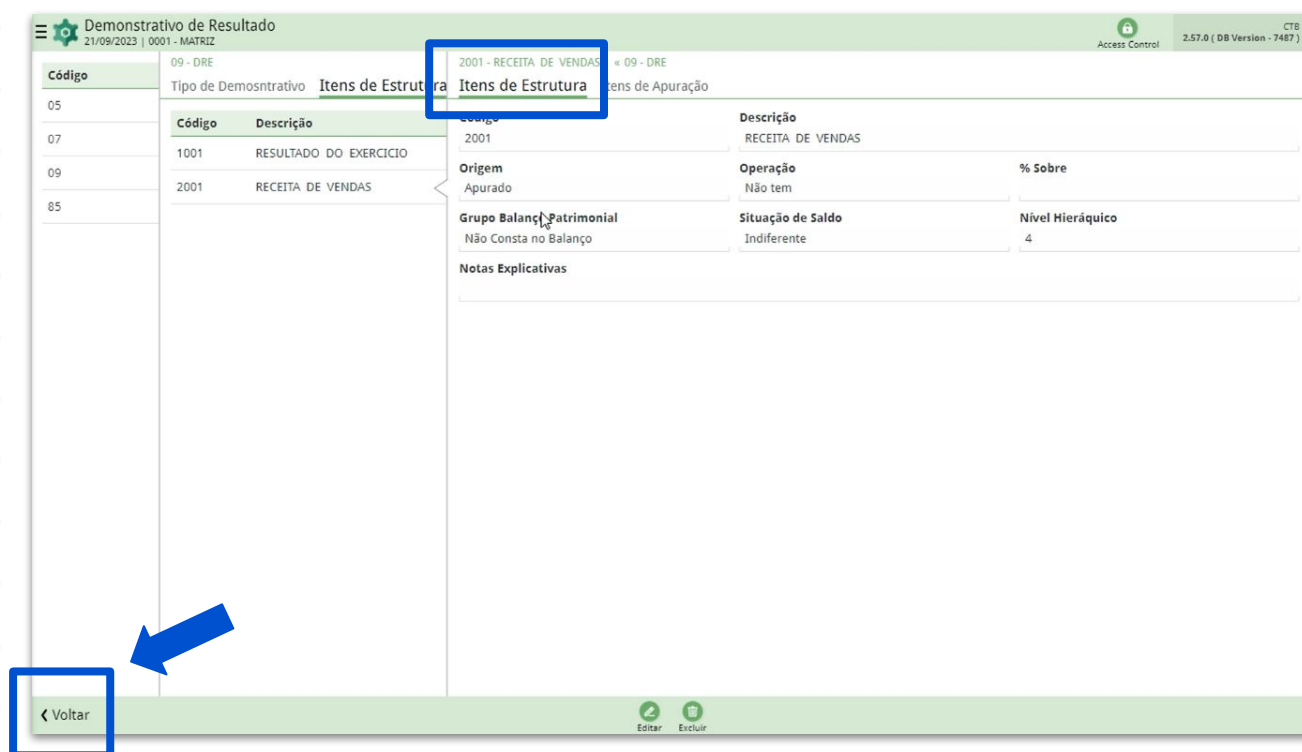 Demonstrativo de Resultado
21/09/2023 | 0001 - MATRIZ
Access Control
CTB
2.57.0 ( DB Version - 7487 )
Código
05
07
09
85
09 - DRE
Tipo de Demosntrativo Itens de Estrutura
Código Descrição
1001 RESULTADO DO EXERCICIO
2001 RECEITA DE VENDAS
2001 - RECEITA DE VENDAS « 09 - DRE
Itens de Estrutura Itens de Apuração
Código Descrição
2001 RECEITA DE VENDAS
Origem Operação % Sobre
Apurado Não tem
Grupo Balanço Patrimonial Situação de Saldo Nível Hieráquico
Não Consta no Balanço Indiferente 4
Notas Explicativas
Voltar
Editar Excluir